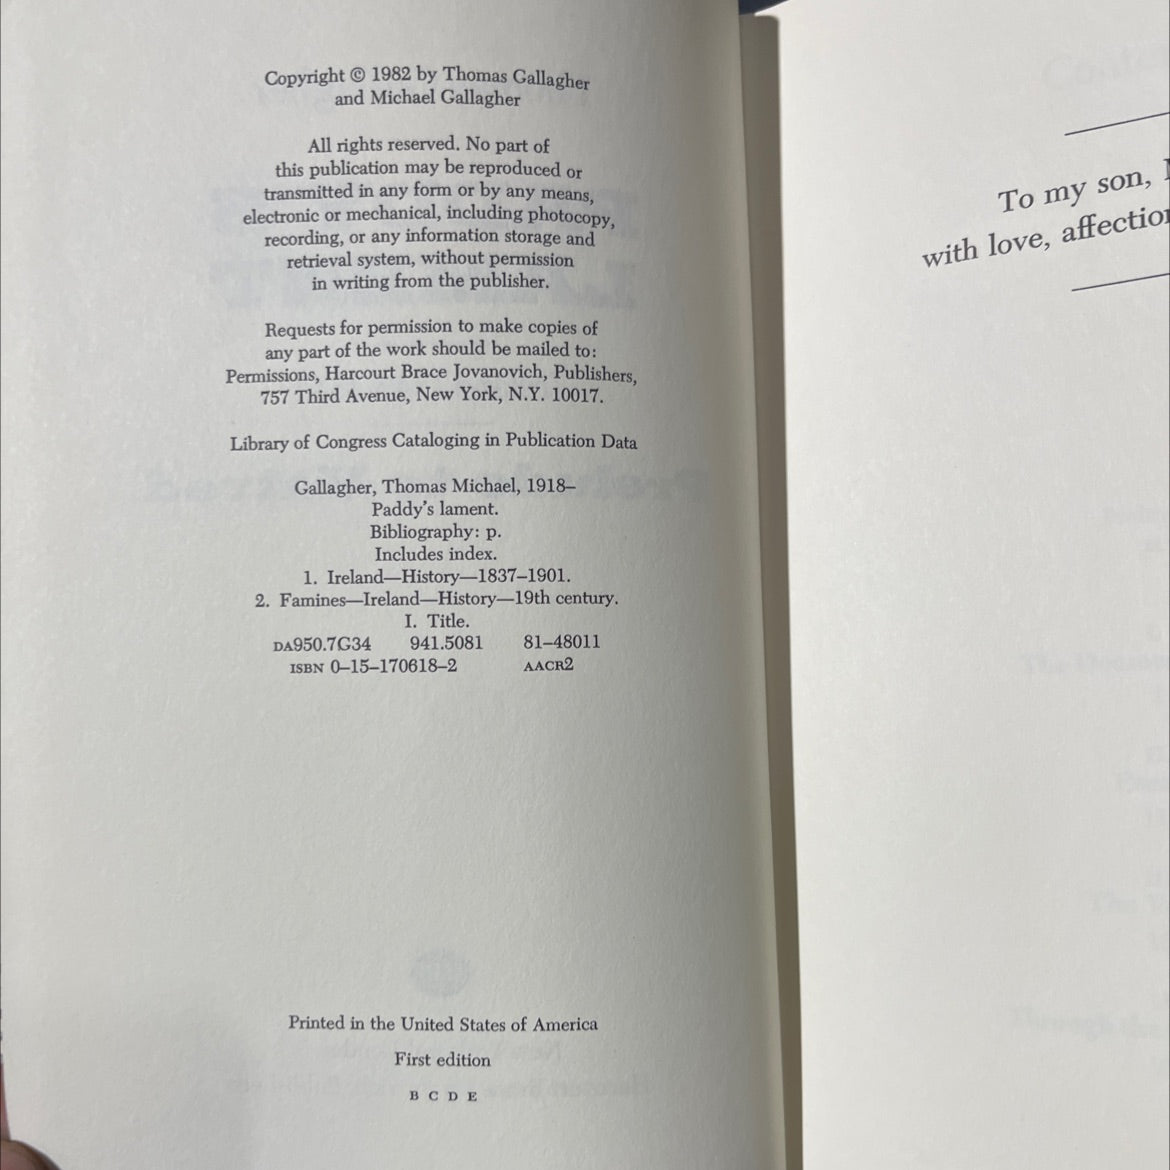 Copyright © 1982 by Thomas Gallagher
and Michael Gallagher
All rights reserved. No part of
this publication may be reproduced or
transmitted in any form or by any means,
electronic or mechanical, including photocopy,
recording, or any information storage and
retrieval system, without permission
in writing from the publisher.
Requests for permission to make copies of
any part of the work should be mailed to:
Permissions, Harcourt Brace Jovanovich, Publishers,
757 Third Avenue, New York, N.Y. 10017.
Library of Congress Cataloging in Publication Data
Gallagher, Thomas Michael, 1918–
Paddy's lament.
Bibliography: p.
Includes index.
1. Ireland—History—1837–1901.
2. Famines—Ireland—History—19th century.
I. Title.
DA950.7G34 941.5081 81–48011
ISBN 0–15–170618–2 AACR2
Printed in the United States of America
First edition
B C D E
To my son,
with love,